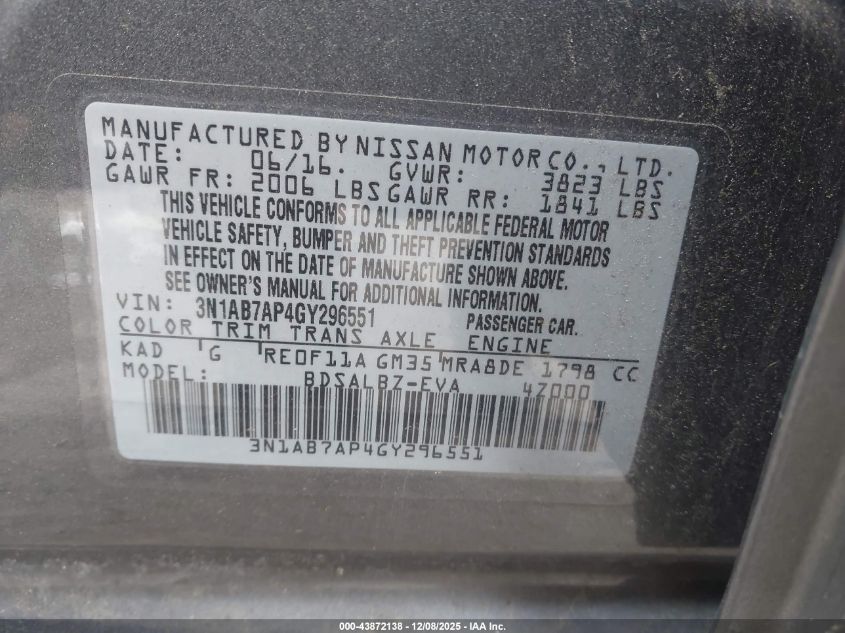 MANUFACTURED BY NISSAN MOTOR CO., LTD.
DATE: 06/16. GVWR: 3823 LBS
GAWR FR: 2006 LBS GAWR RR: 1841 LBS
THIS VEHICLE CONFORMS TO ALL APPLICABLE FEDERAL MOTOR
VEHICLE SAFETY, BUMPER AND THEFT PREVENTION STANDARDS
IN EFFECT ON THE DATE OF MANUFACTURE SHOWN ABOVE.
SEE OWNER'S MANUAL FOR ADDITIONAL INFORMATION.
VIN: 3N1AB7AP4GY296551 PASSENGER CAR.
COLOR TRIM TRANS AXLE ENGINE
KAD G RE0F11A GM35 MRA8DE 1798 CC
MODEL: BDSALBZ-EVA 4Z000
3N1AB7AP4GY296551
000-43872138 - 12/08/2025 - IAA Inc.